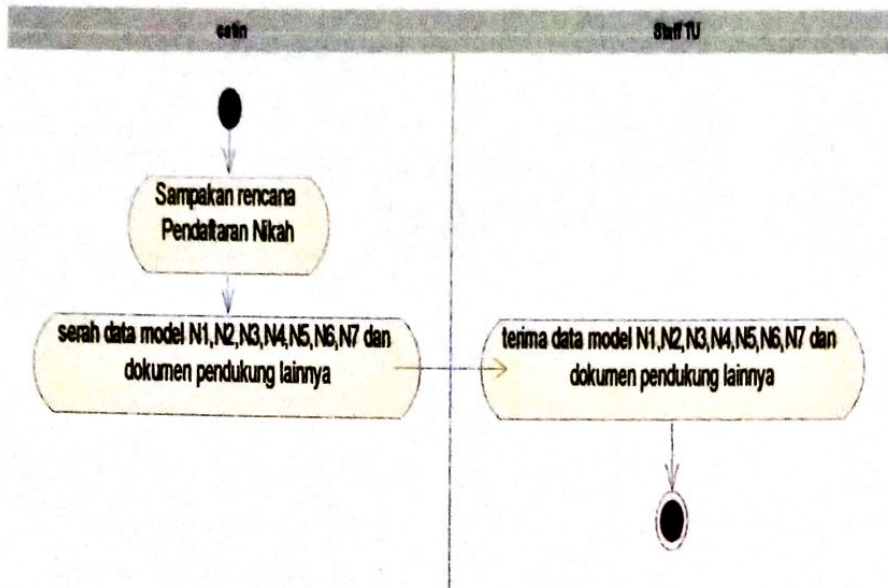 catin
Staff TU
Sampakan rencana
Pendaftaran Nikah
serah data model N1,N2,N3,N4,N5,N6,N7 dan
dokumen pendukung lainnya
terima data model N1,N2,N3,N4,N5,N6,N7 dan
dokumen pendukung lainnya